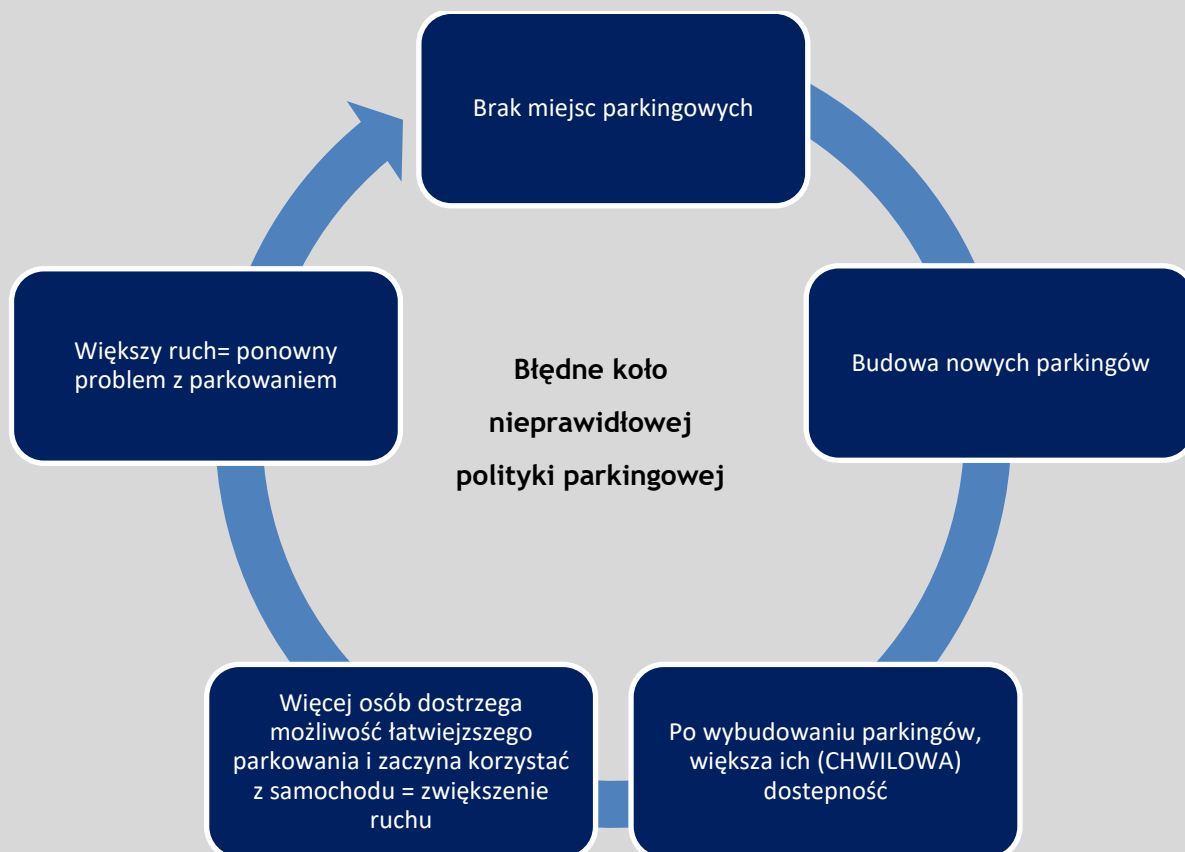 Brak miejsc parkingowych
Budowa nowych parkingów
Po wybudowaniu parkingów,
większa ich (CHWILOWA)
dostepność
Więcej osób dostrzega
możliwość łatwiejzszego
parkowania i zaczyna korzystać
z samochodu = zwiększenie
ruchu
Większy ruch= ponowny
problem z parkowaniem
Błędne koło
nieprawidłowej
polityki parkingowej